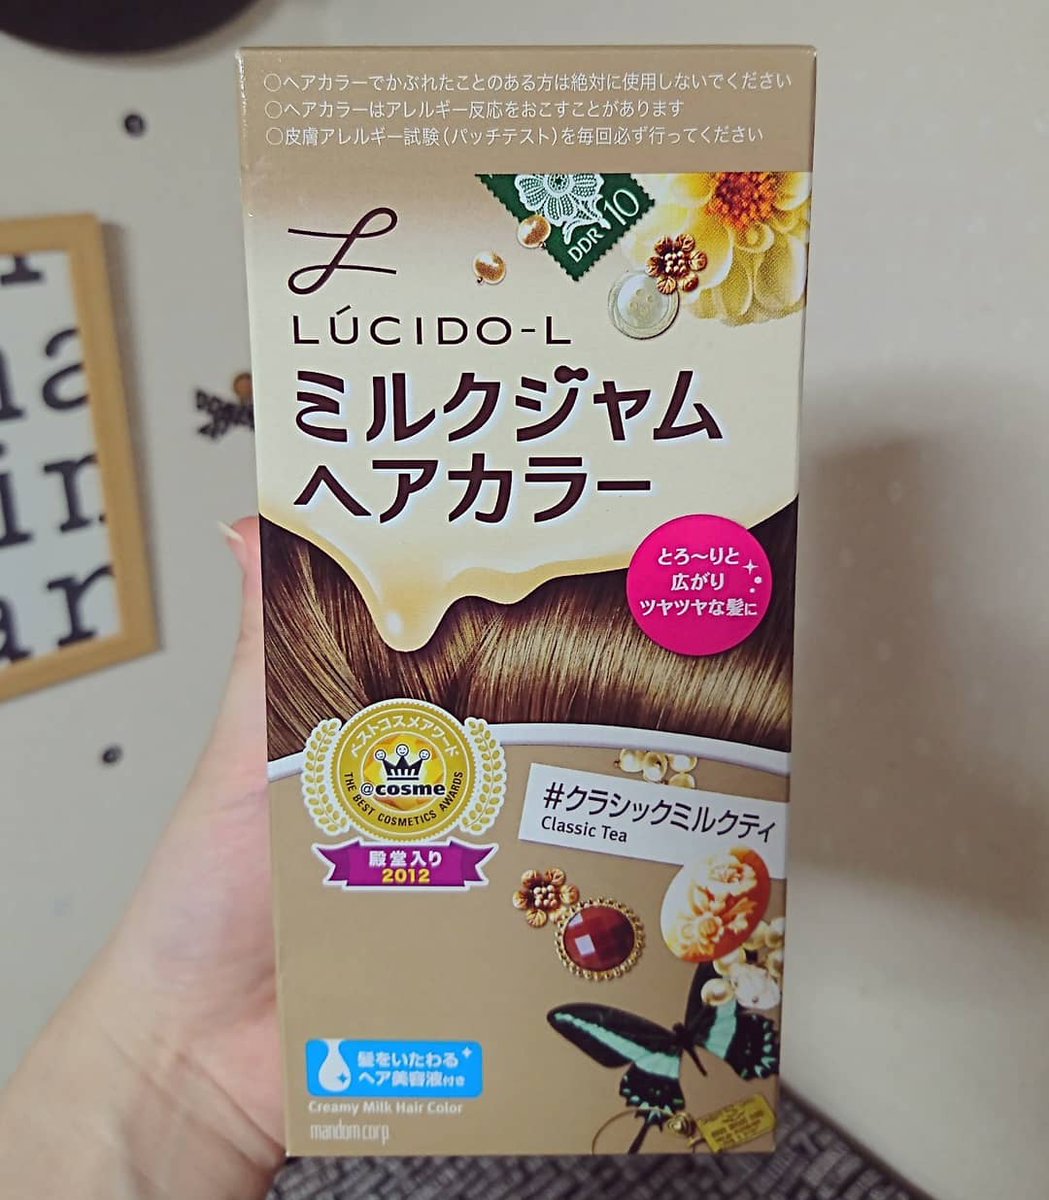 ○ヘアカラーでかぶれたことのある方は絶対に使用しないでください
○ヘアカラーはアレルギー反応をおこすことがあります
○皮膚アレルギー試験(パッチテスト)を毎回必ず行ってください
DDR 10
LÚCIDO-L
ミルクジャム
ヘアカラー
とろ〜りと
広がり
ツヤツヤな髪に
ベストコスメアワード
@cosme
THE BEST COSMETICS AWARDS
殿堂入り
2012
#クラシックミルクティ
Classic Tea
髪をいたわる
ヘア美容液付き
Creamy Milk Hair Color
mandom corp.
a
in
ar